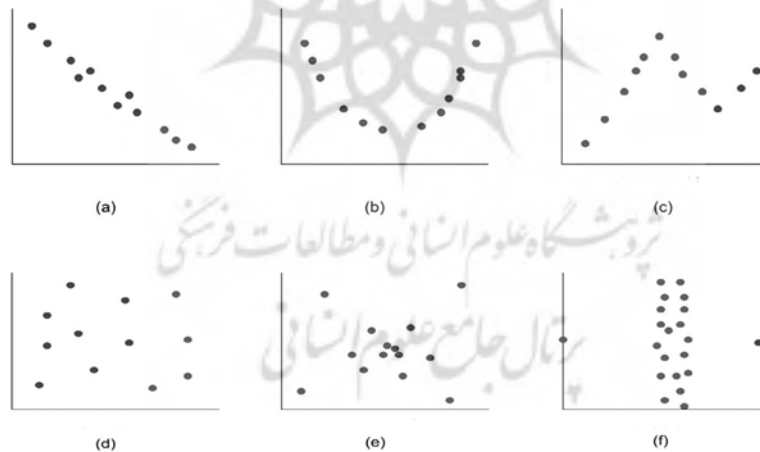 (a) (b) (c)
پژوهشگاه علوم انسانی و مطالعات فرهنگی
پرتال جامع علوم انسانی
(d) (e) (f)